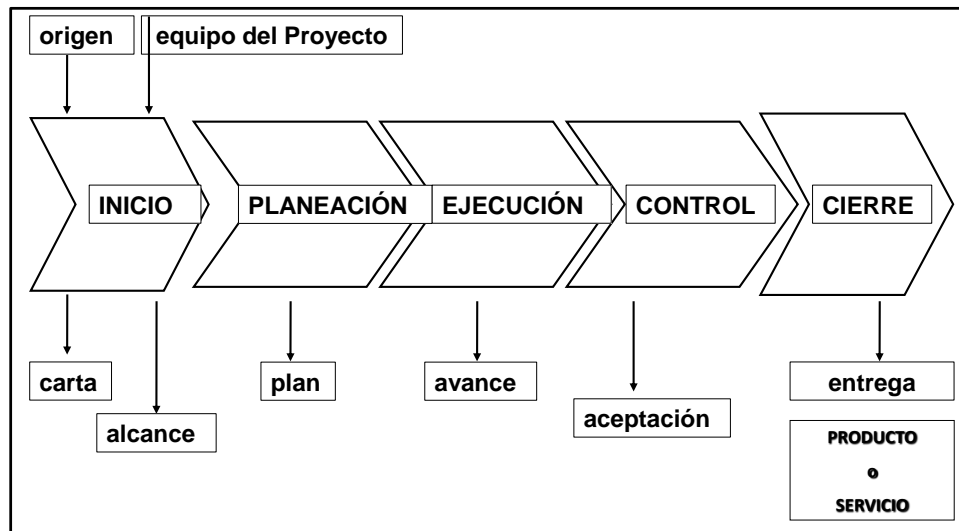 origen
equipo del Proyecto
INICIO
PLANEACIÓN
EJECUCIÓN
CONTROL
CIERRE
carta
plan
avance
entrega
alcance
aceptación
PRODUCTO
o
SERVICIO